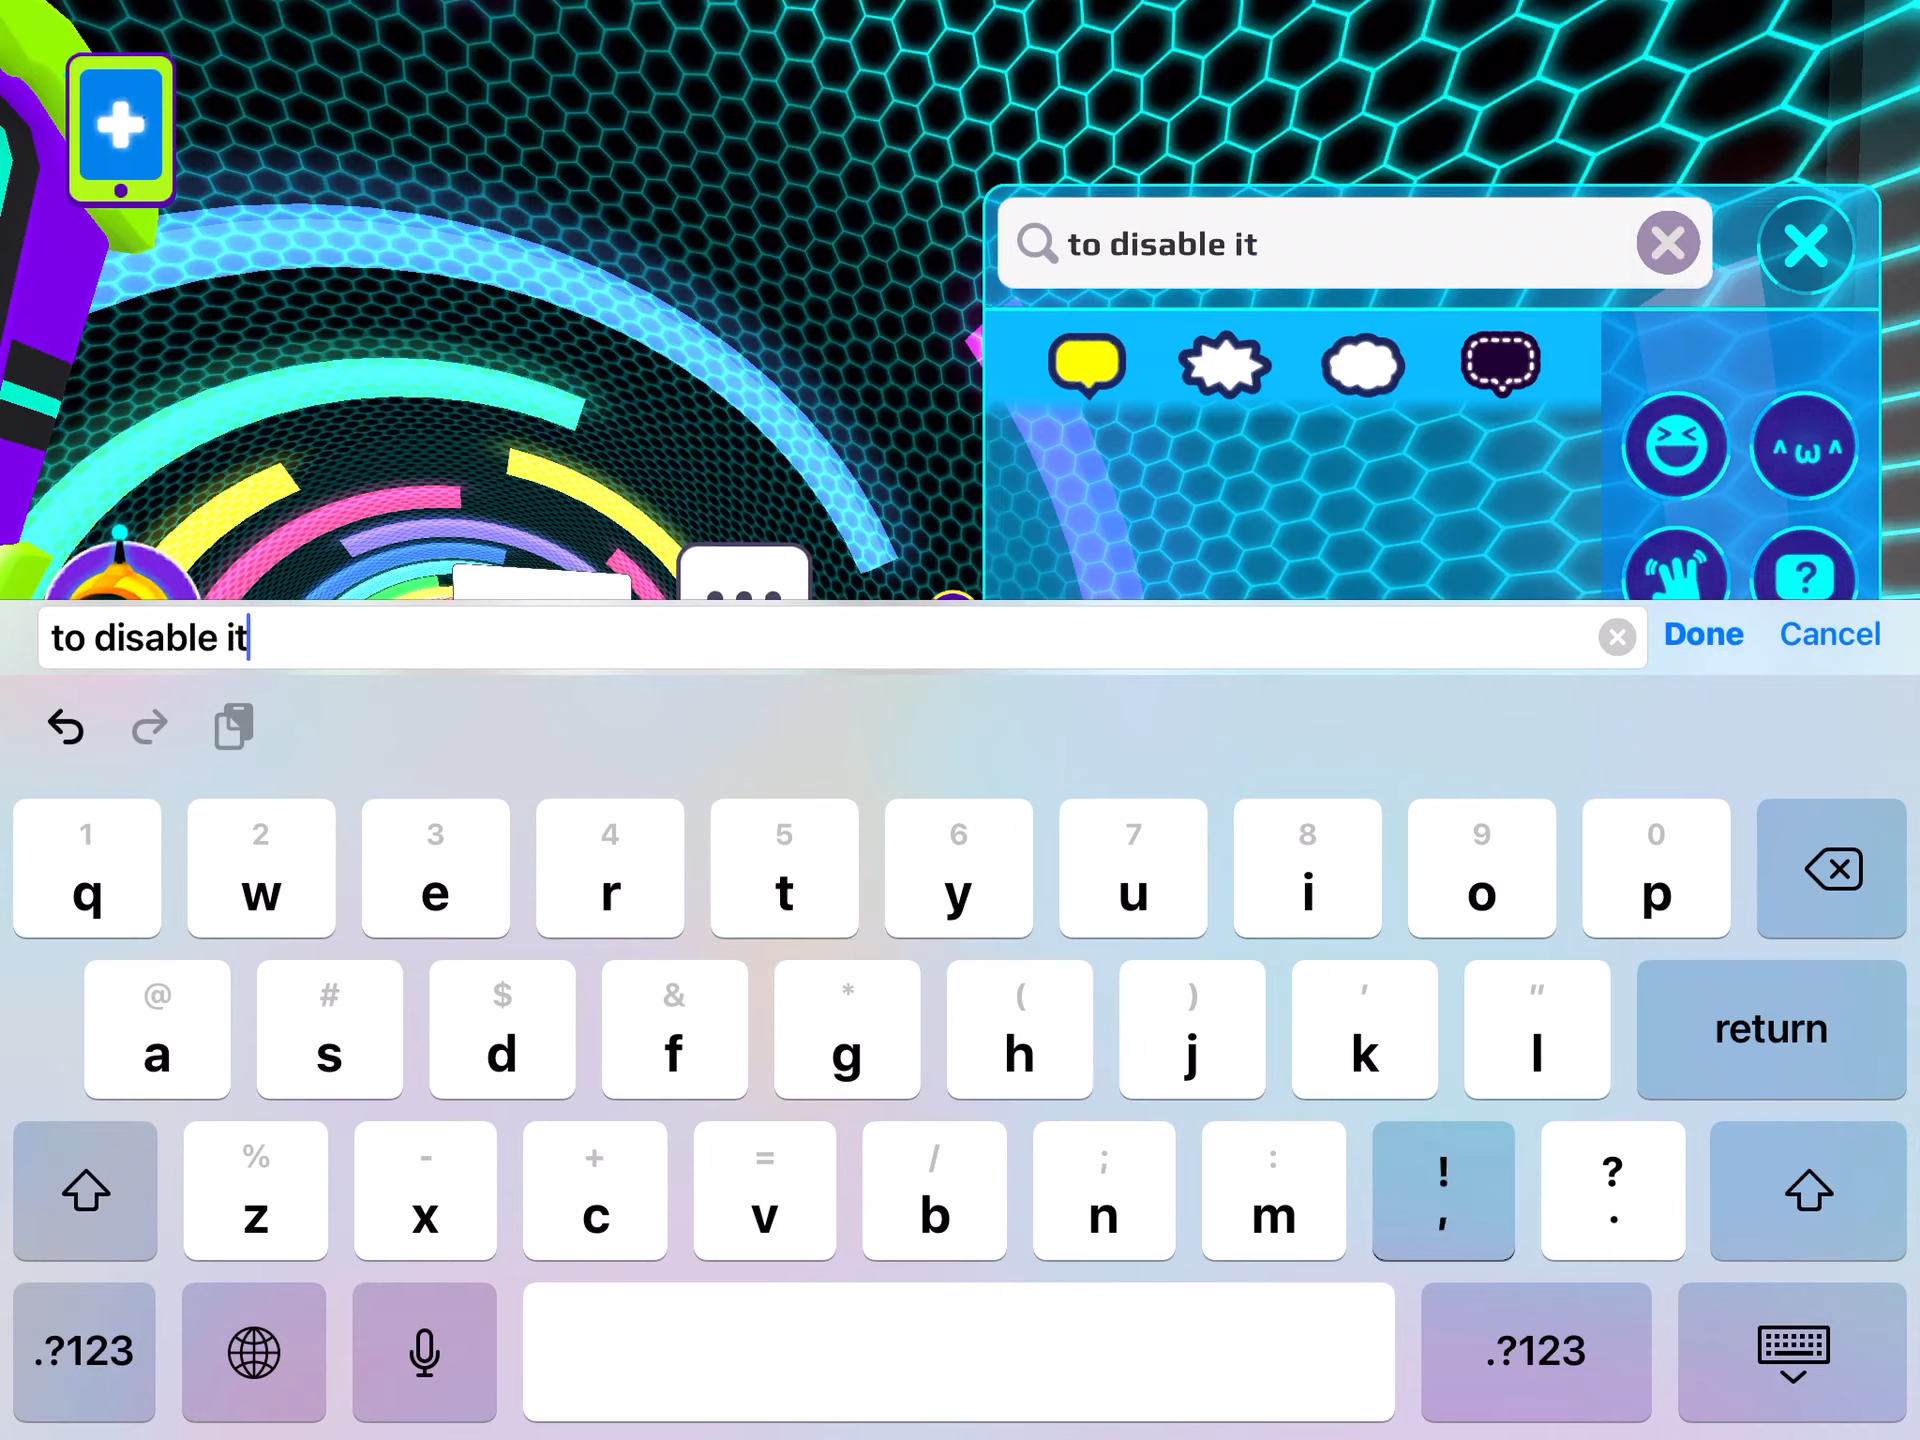 to disable it
^ω^
?
to disable it
Done
Cancel
1 2 3 4 5 6 7 8 9 0
q w e r t y u i o p
@ # $ & * ( ) ' "
a s d f g h j k l return
% - + = / ; : ! ?
z x c v b n m , .
.?123 .?123